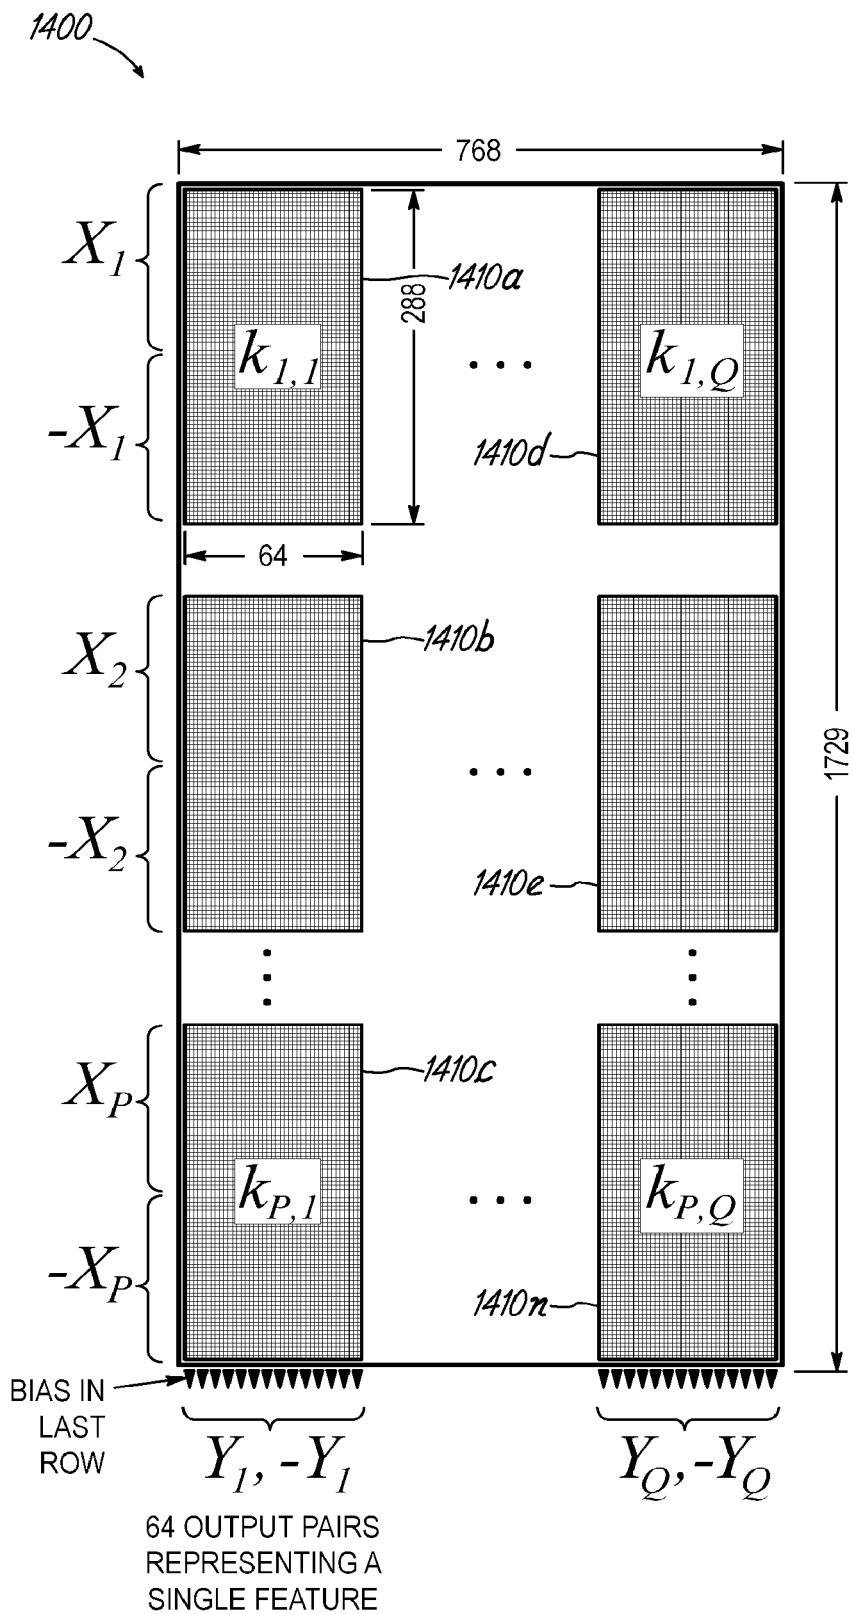 1400
768
X1
-X1
288
1410a
k1,1
k1,Q
1410d
64
X2
-X2
1410b
1410e
1729
XP
-XP
1410c
kP,1
kP,Q
1410n
BIAS IN
LAST
ROW
Y1, -Y1
YQ, -YQ
64 OUTPUT PAIRS
REPRESENTING A
SINGLE FEATURE